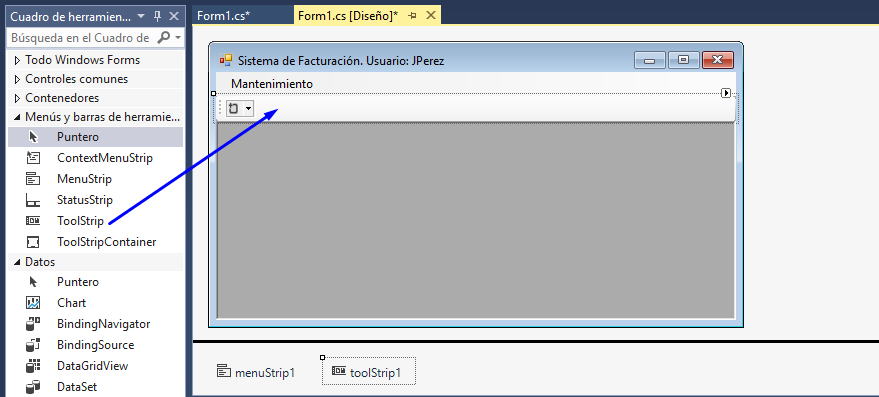 Cuadro de herramien...
Búsqueda en el Cuadro de
Todo Windows Forms
Controles comunes
Contenedores
Menús y barras de herramie...
Puntero
ContextMenuStrip
MenuStrip
StatusStrip
ToolStrip
ToolStripContainer
Datos
Puntero
Chart
BindingNavigator
BindingSource
DataGridView
DataSet
Form1.cs*
Form1.cs [Diseño]*
Sistema de Facturación. Usuario: JPerez
Mantenimiento
menuStrip1
toolStrip1